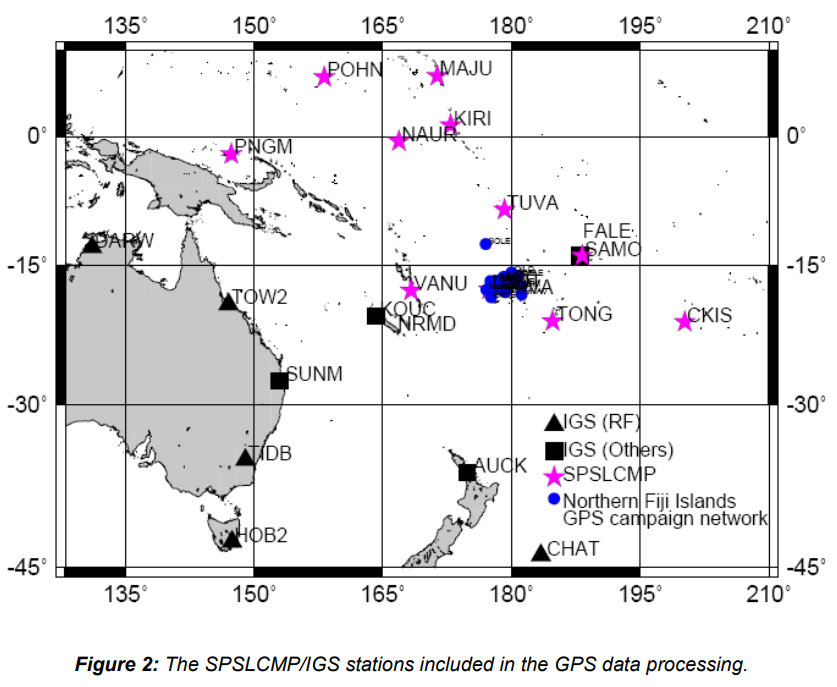 135° 150° 165° 180° 195° 210°
POHN MAJU
KIRI
0° NAUR 0°
PNGM
TUVA
FALE
DARW SAMO
-15° -15°
VANU
TOW2 KOUC TONG CKIS
NRMD
SUNM
-30° -30°
IGS (RF)
IGS (Others)
TIDB AUCK SPSLCMP
Northern Fiji Islands
GPS campaign network
HOB2 CHAT
-45° -45°
135° 150° 165° 180° 195° 210°
Figure 2: The SPSLCMP/IGS stations included in the GPS data processing.